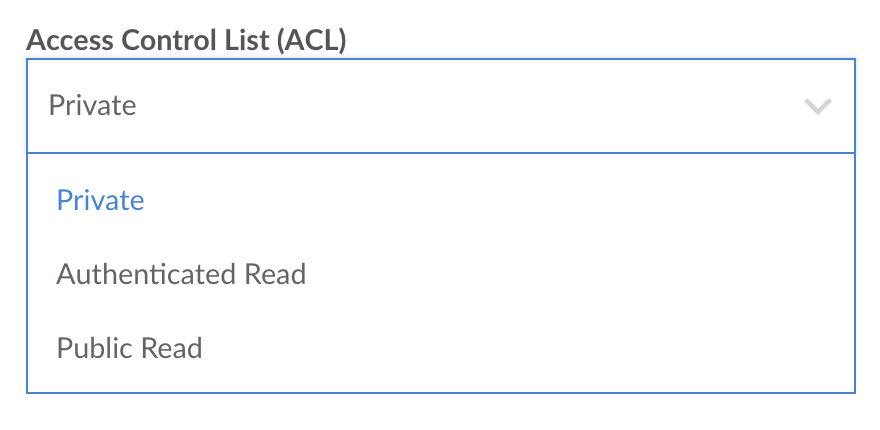 Access Control List (ACL)
Private
Private
Authenticated Read
Public Read